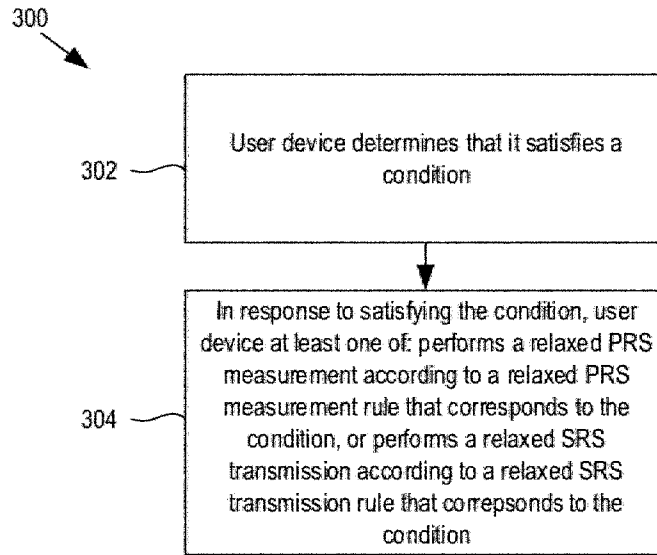 300
User device determines that it satisfies a
condition
302
In response to satisfying the condition, user
device at least one of: performs a relaxed PRS
measurement according to a relaxed PRS
measurement rule that corresponds to the
condition, or performs a relaxed SRS
transmission according to a relaxed SRS
transmission rule that correpsonds to the
condition
304